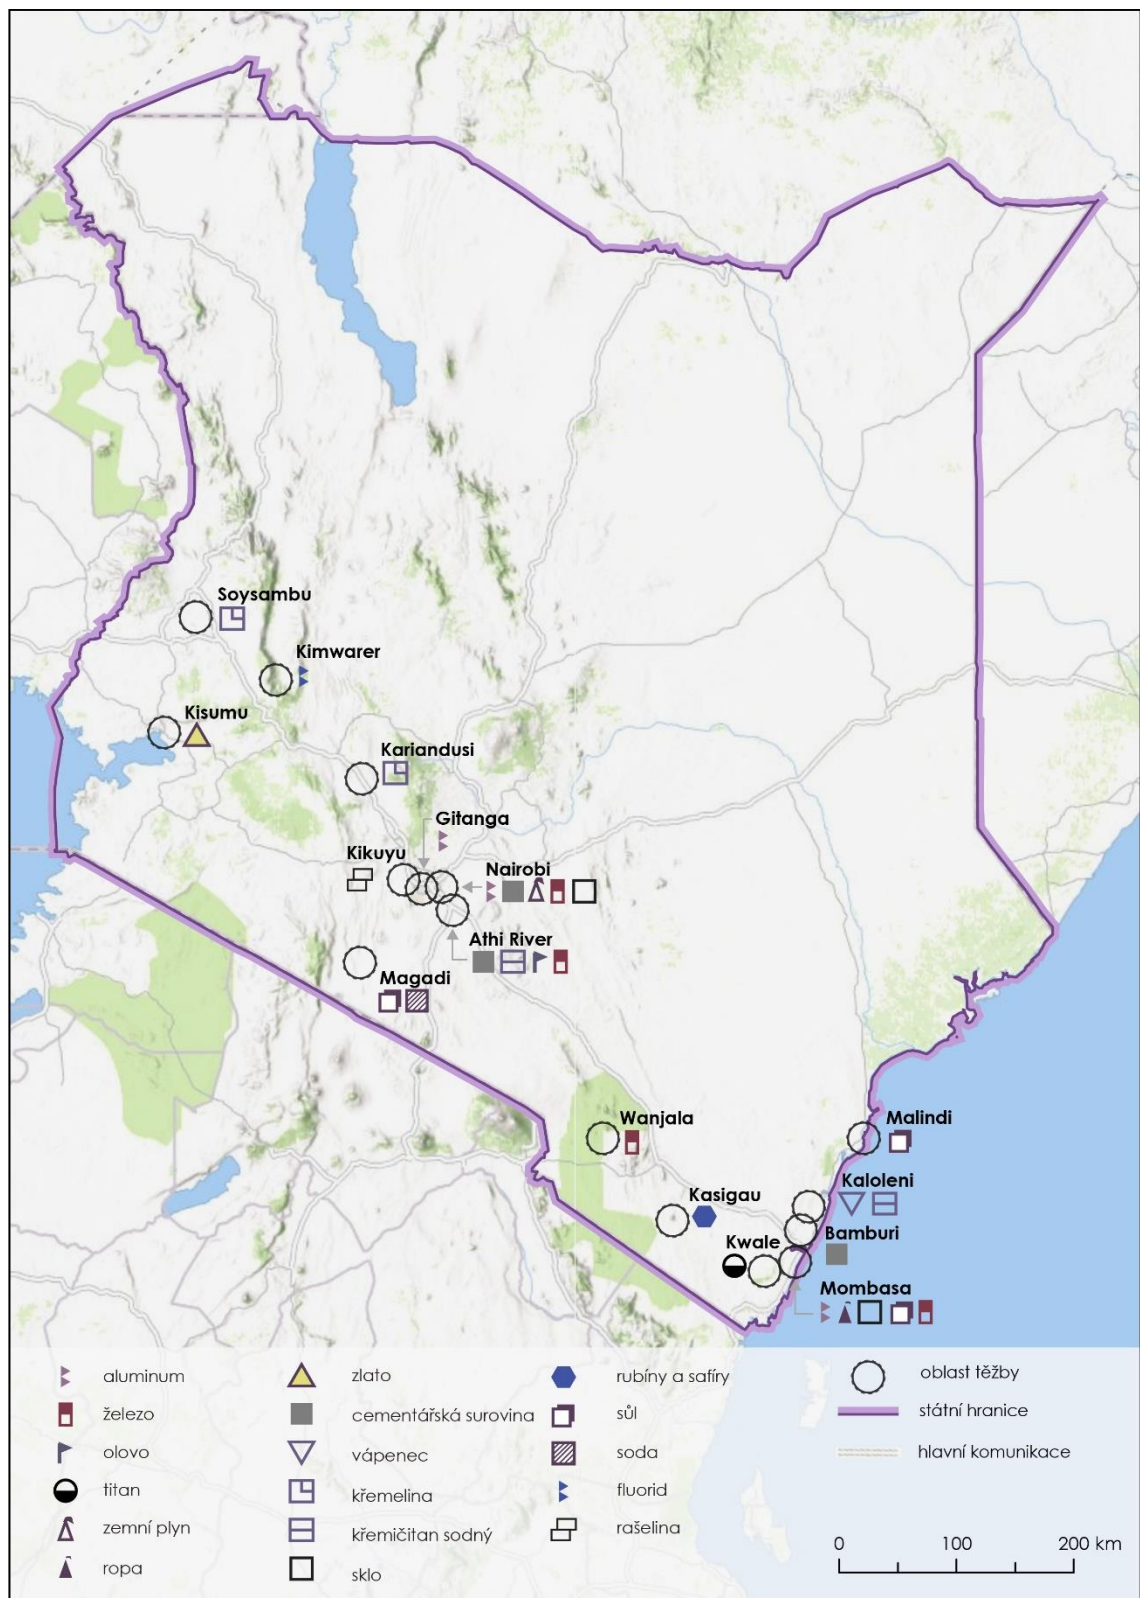 Soysambu
Kimwarer
Kisumu
Kariandusi
Gitanga
Kikuyu
Nairobi
Athi River
Magadi
Wanjala
Malindi
Kaloleni
Kasigau
Kwale
Bamburi
Mombasa
aluminum
železo
olovo
titan
zemní plyn
ropa
zlato
cementářská surovina
vápenec
křemelina
křemičitan sodný
sklo
rubíny a safíry
sůl
soda
fluorid
rašelina
oblast těžby
státní hranice
hlavní komunikace
0 100 200 km